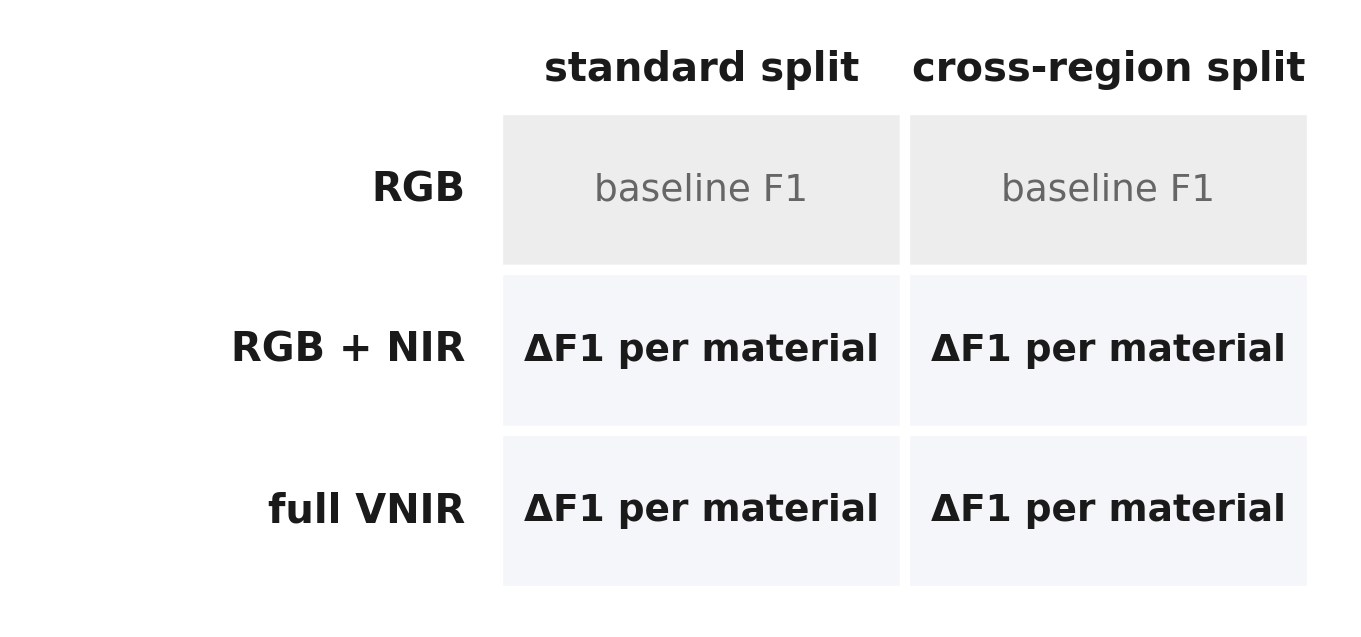 standard split cross-region split
RGB baseline F1 baseline F1
RGB + NIR ΔF1 per material ΔF1 per material
full VNIR ΔF1 per material ΔF1 per material